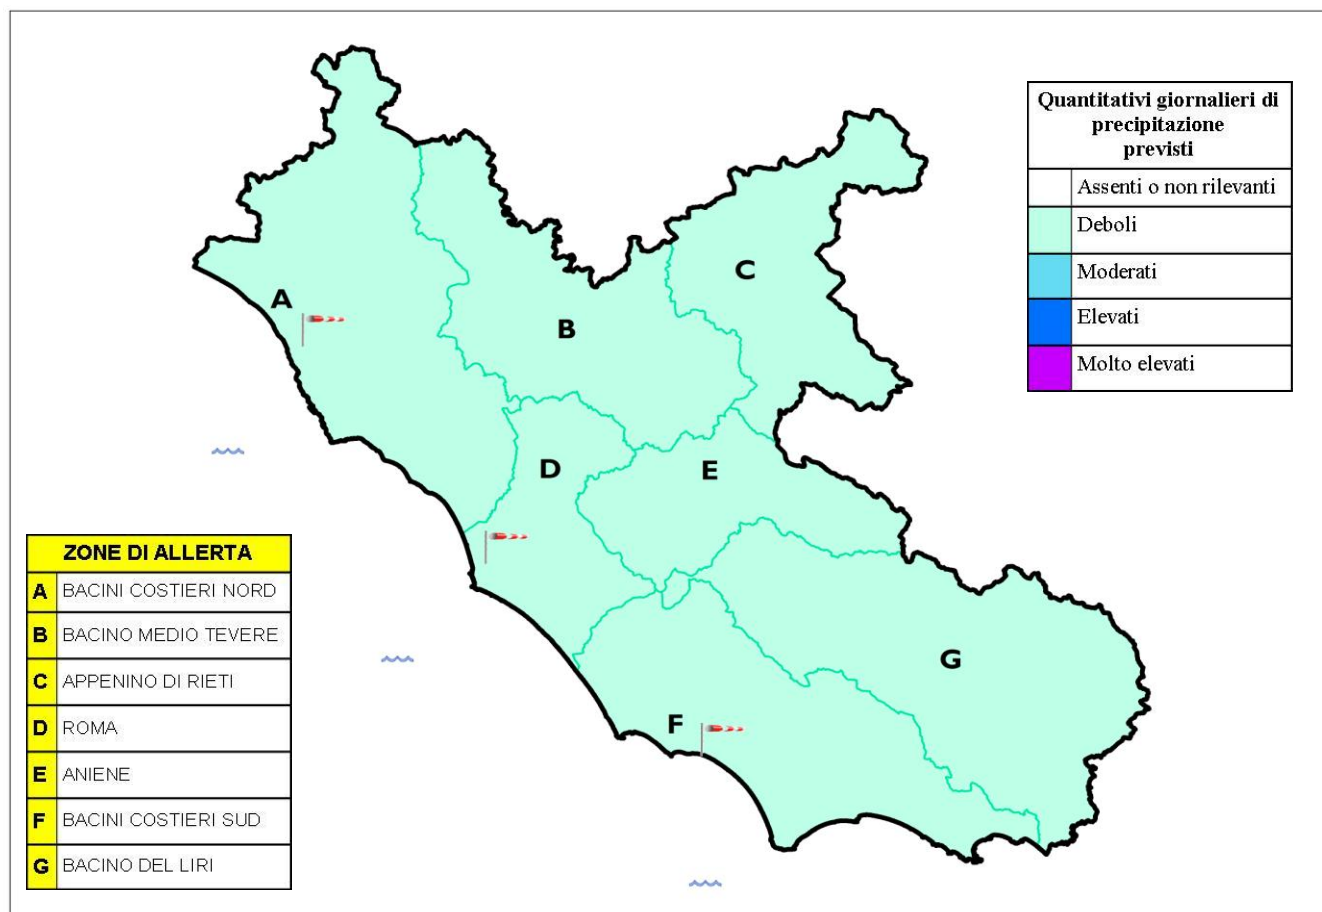 Quantitativi giornalieri di
precipitazione
previsti
Assenti o non rilevanti
Deboli
Moderati
Elevati
Molto elevati
A
B
C
D
E
F
G
ZONE DI ALLERTA
A BACINI COSTIERI NORD
B BACINO MEDIO TEVERE
C APPENINO DI RIETI
D ROMA
E ANIENE
F BACINI COSTIERI SUD
G BACINO DEL LIRI